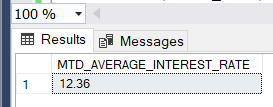 100 %
Results Messages
MTD_AVERAGE_INTEREST_RATE
1 12.36